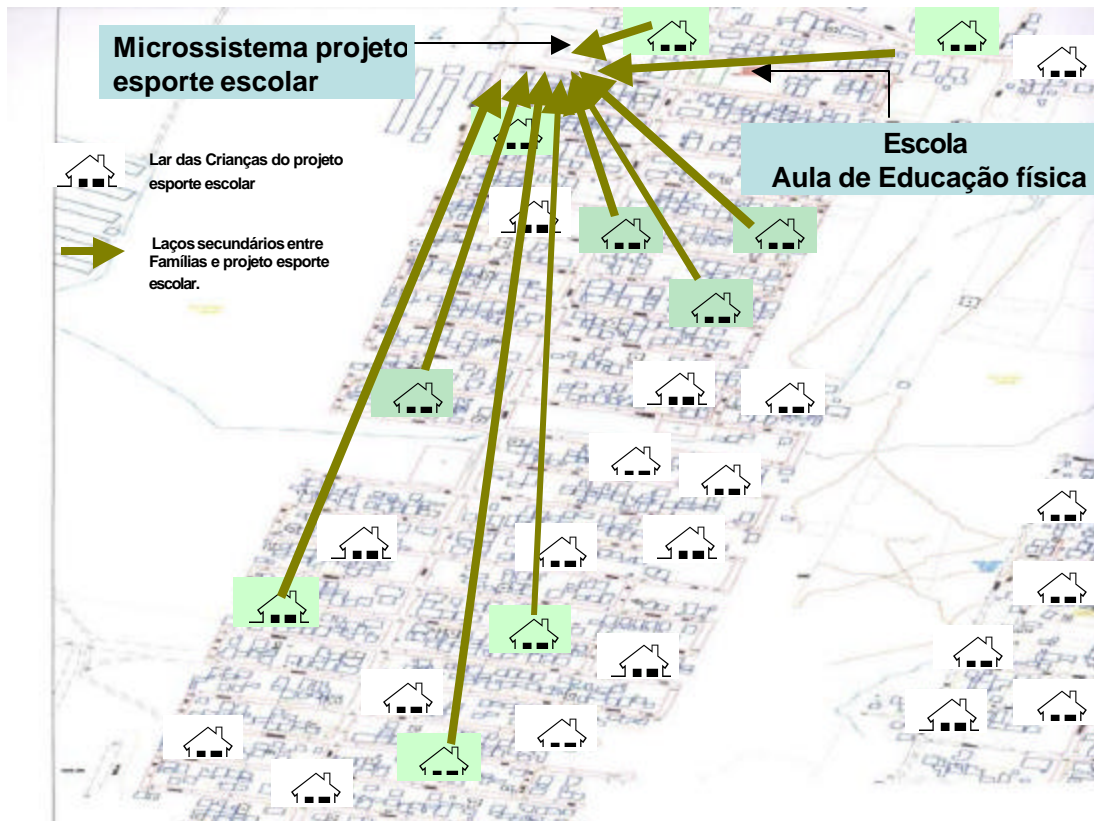 Microssistema projeto
esporte escolar
Escola
Aula de Educação física
Lar das Crianças do projeto
esporte escolar
Laços secundários entre
Famílias e projeto esporte
escolar.